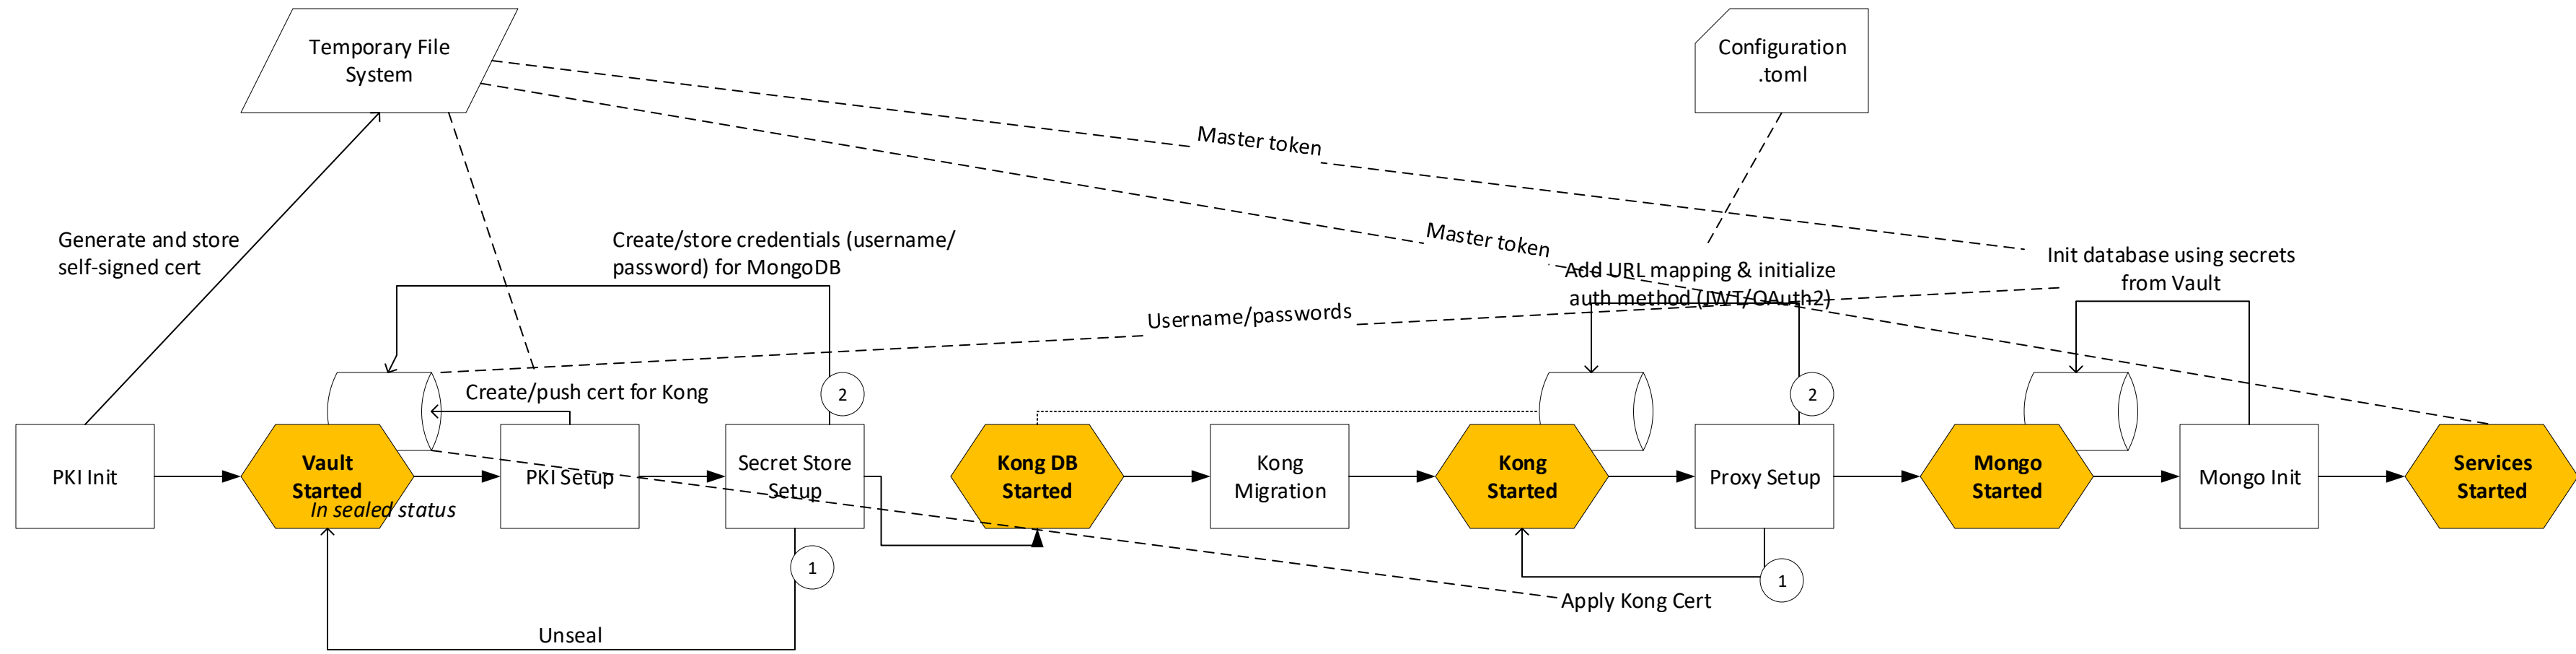 Temporary File
System
Configuration
.toml
Master token
Generate and store
self-signed cert
Create/store credentials (username/
password) for MongoDB
Master token
Add URL mapping & initialize
auth method (JWT/OAuth2)
Init database using secrets
from Vault
Username/passwords
Create/push cert for Kong
2
2
PKI Init
Vault
Started
In sealed status
PKI Setup
Secret Store
Setup
Kong DB
Started
Kong
Migration
Kong
Started
Proxy Setup
Mongo
Started
Mongo Init
Services
Started
1
1
Apply Kong Cert
Unseal